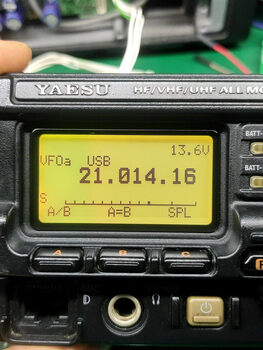 YAESU HF/VHF/UHF ALL MO
13.6V
VFOa USB
21.014.16
S
A/B A=B SPL
BATT-
BATT-
A B C
D